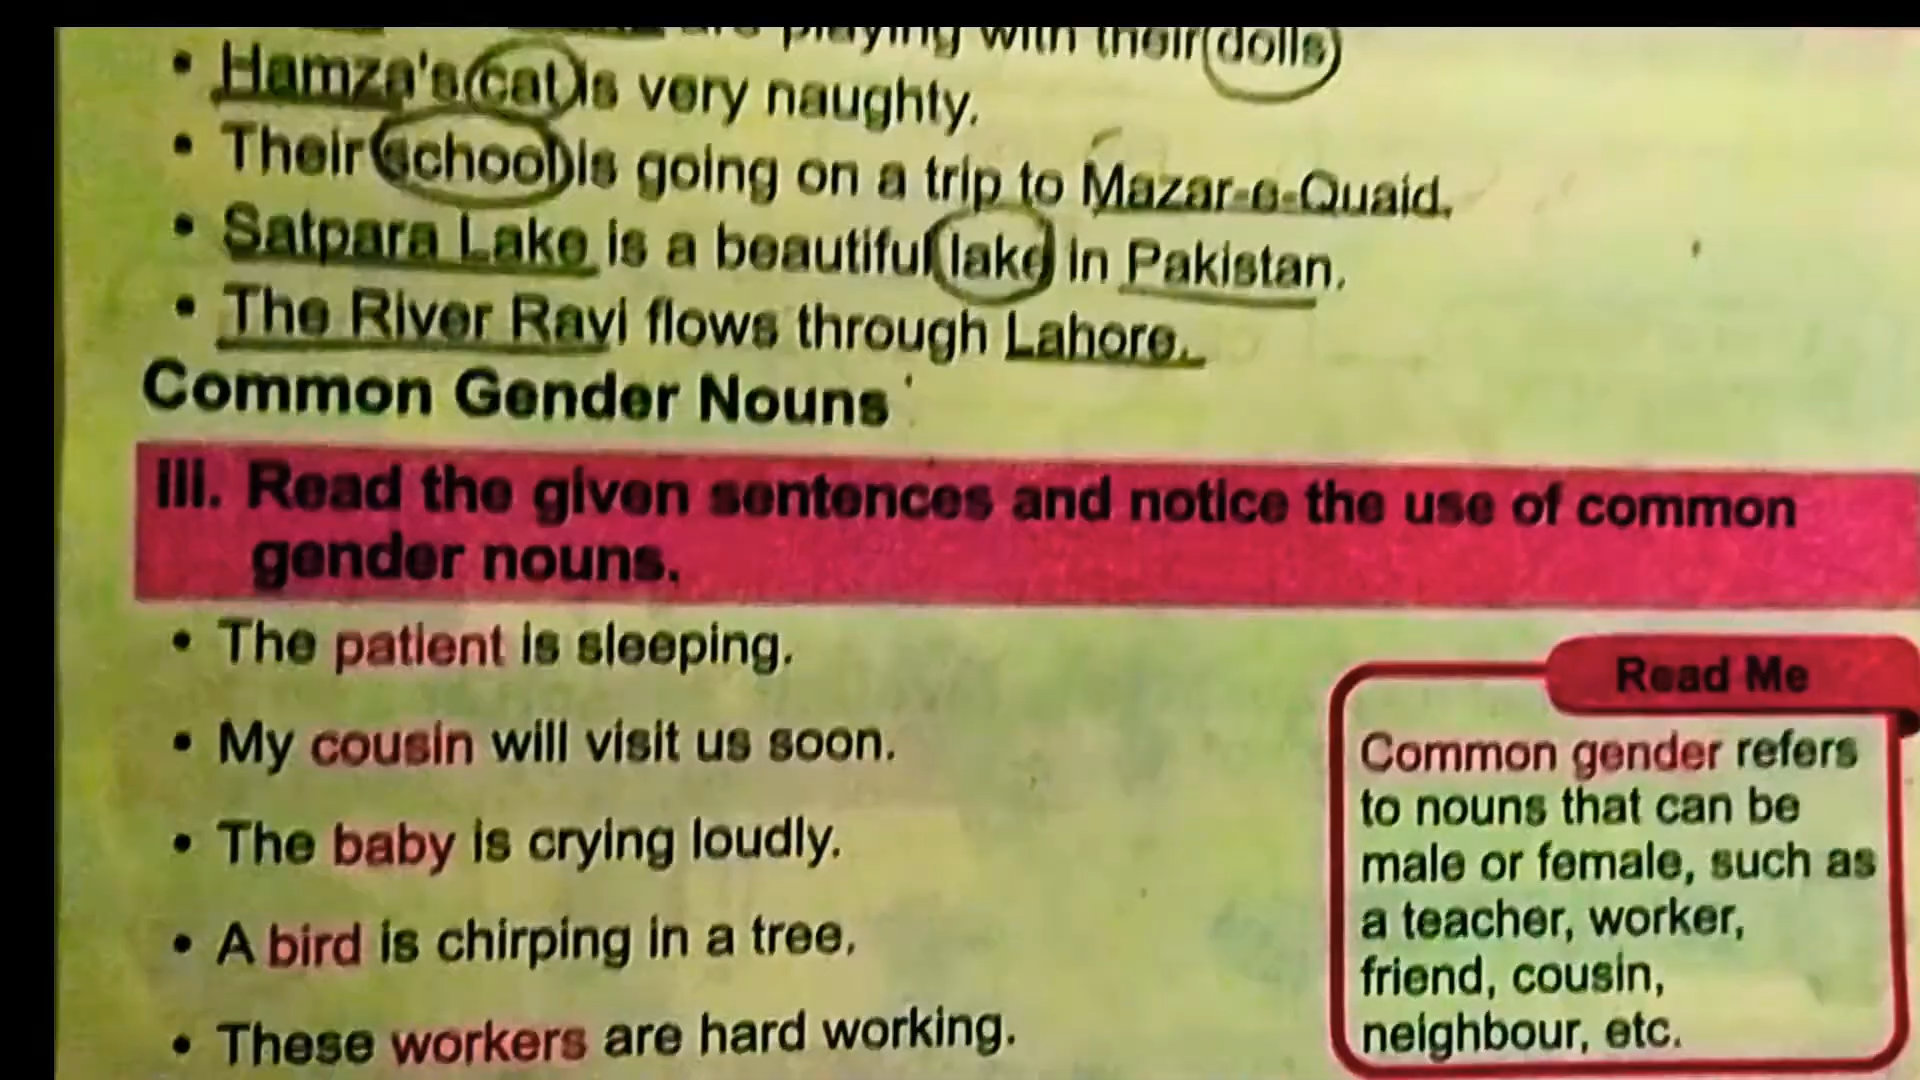 are playing with their dolls
• Hamza's cat is very naughty.
• Their school is going on a trip to Mazar-e-Quaid.
• Satpara Lake is a beautiful lake in Pakistan.
• The River Ravi flows through Lahore.
Common Gender Nouns
III. Read the given sentences and notice the use of common
gender nouns.
• The patient is sleeping.
• My cousin will visit us soon.
• The baby is crying loudly.
• A bird is chirping in a tree.
• These workers are hard working.
Read Me
Common gender refers
to nouns that can be
male or female, such as
a teacher, worker,
friend, cousin,
neighbour, etc.